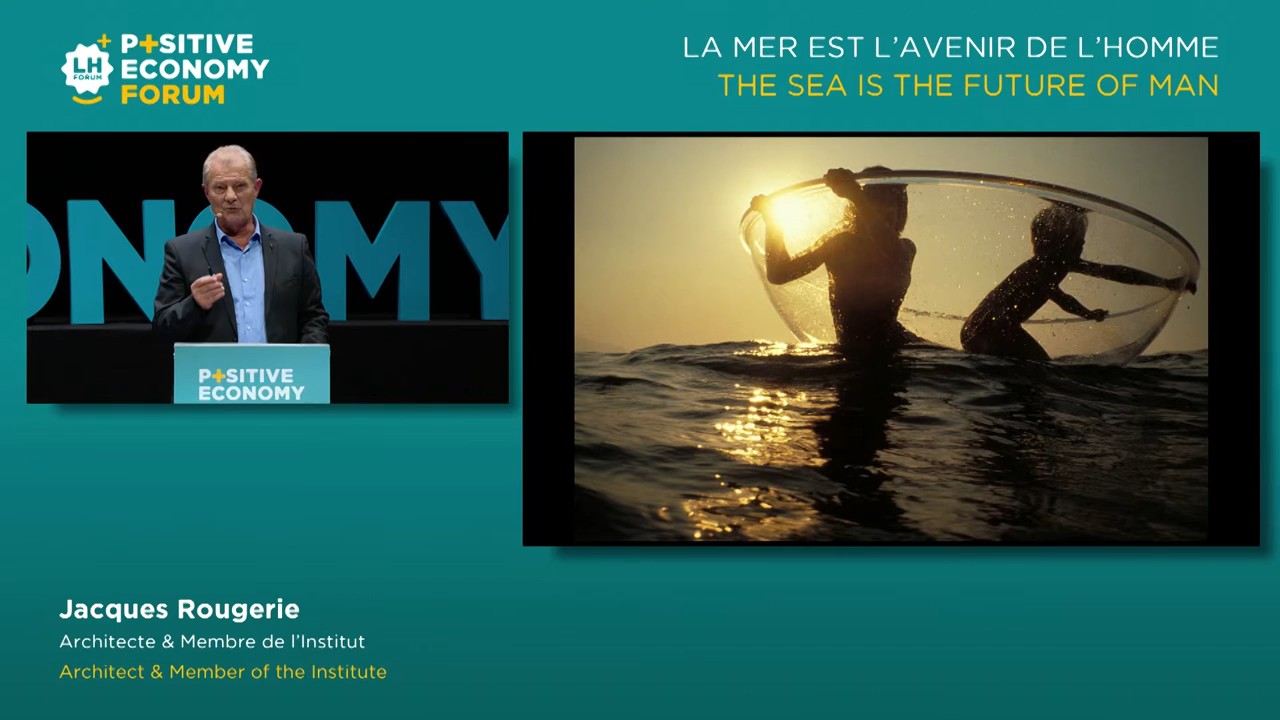 LH
FORUM
P+SITIVE
ECONOMY
FORUM
LA MER EST L'AVENIR DE L'HOMME
THE SEA IS THE FUTURE OF MAN
ONOMY
P+SITIVE
ECONOMY
Jacques Rougerie
Architecte & Membre de l'Institut
Architect & Member of the Institute